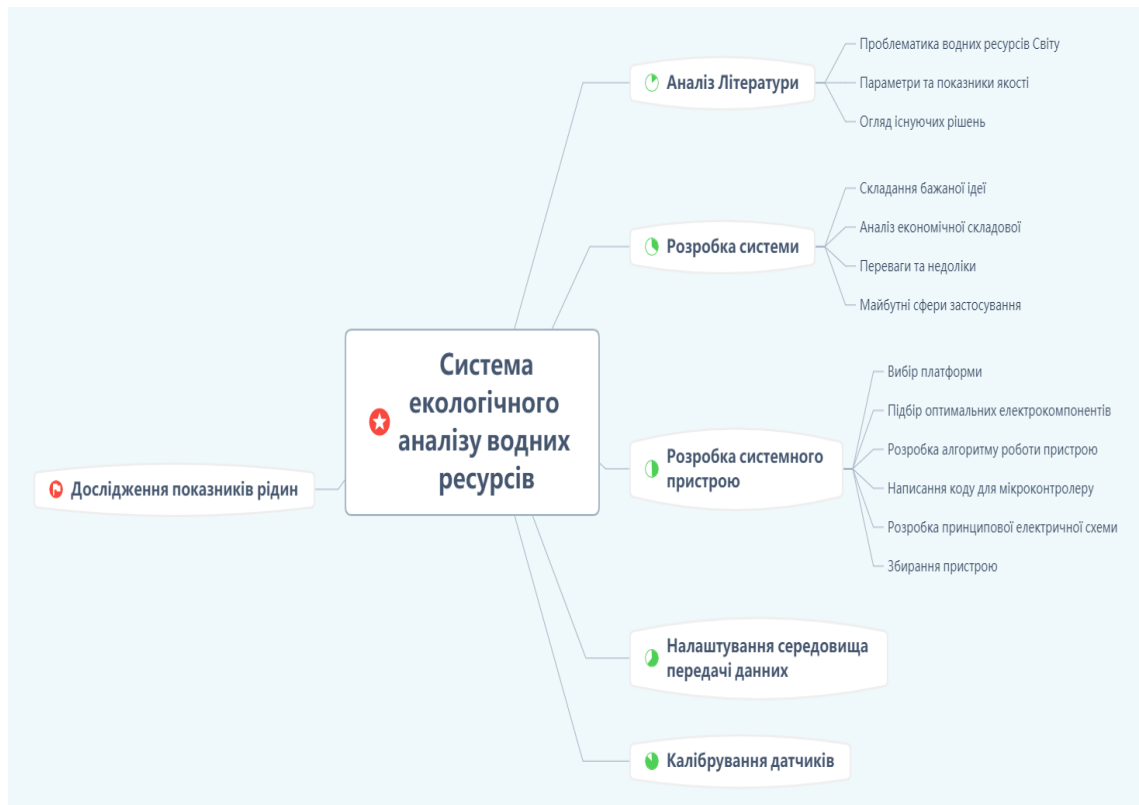 Проблематика водних ресурсів Світу
Аналіз Літератури
Параметри та показники якості
Огляд існуючих рішень
Складання бажаної ідеї
Аналіз економічної складової
Розробка системи
Переваги та недоліки
Майбутні сфери застосування
Система
екологічного
аналізу водних
ресурсів
Вибір платформи
Підбір оптимальних електрокомпонентів
Розробка системного
пристрою
Розробка алгоритму роботи пристрою
Написання коду для мікроконтролеру
Розробка принципової електричної схеми
Збирання пристрою
Дослідження показників рідин
Налаштування середовища
передачі данних
Калібрування датчиків